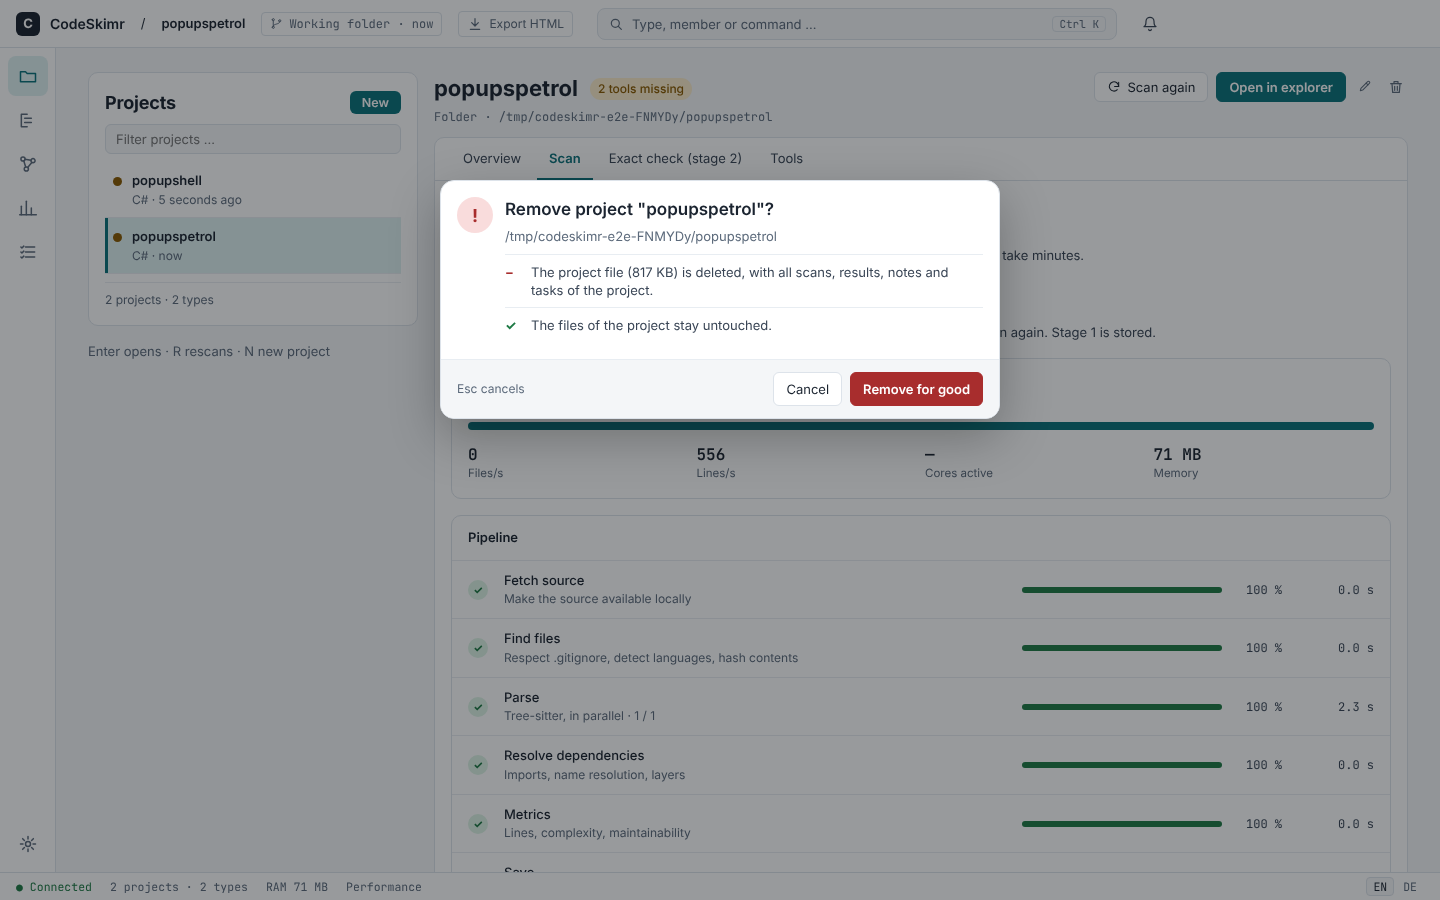 C CodeSkimr / popupspetrol Working folder · now Export HTML Type, member or command ... Ctrl K
Projects New
Filter projects ...
popupshell
C# · 5 seconds ago
popupspetrol
C# · now
2 projects · 2 types
Enter opens · R rescans · N new project
popupspetrol 2 tools missing Scan again Open in explorer
Folder · /tmp/codeskimr-e2e-FNMYDy/popupspetrol
Overview Scan Exact check (stage 2) Tools
take minutes.
n again. Stage 1 is stored.
! Remove project "popupspetrol"?
/tmp/codeskimr-e2e-FNMYDy/popupspetrol
– The project file (817 KB) is deleted, with all scans, results, notes and
tasks of the project.
The files of the project stay untouched.
Esc cancels Cancel Remove for good
0 556 – 71 MB
Files/s Lines/s Cores active Memory
Pipeline
Fetch source
Make the source available locally
100 % 0.0 s
Find files
Respect .gitignore, detect languages, hash contents
100 % 0.0 s
Parse
Tree-sitter, in parallel · 1 / 1
100 % 2.3 s
Resolve dependencies
Imports, name resolution, layers
100 % 0.0 s
Metrics
Lines, complexity, maintainability
100 % 0.0 s
Save
Connected 2 projects · 2 types RAM 71 MB Performance EN DE